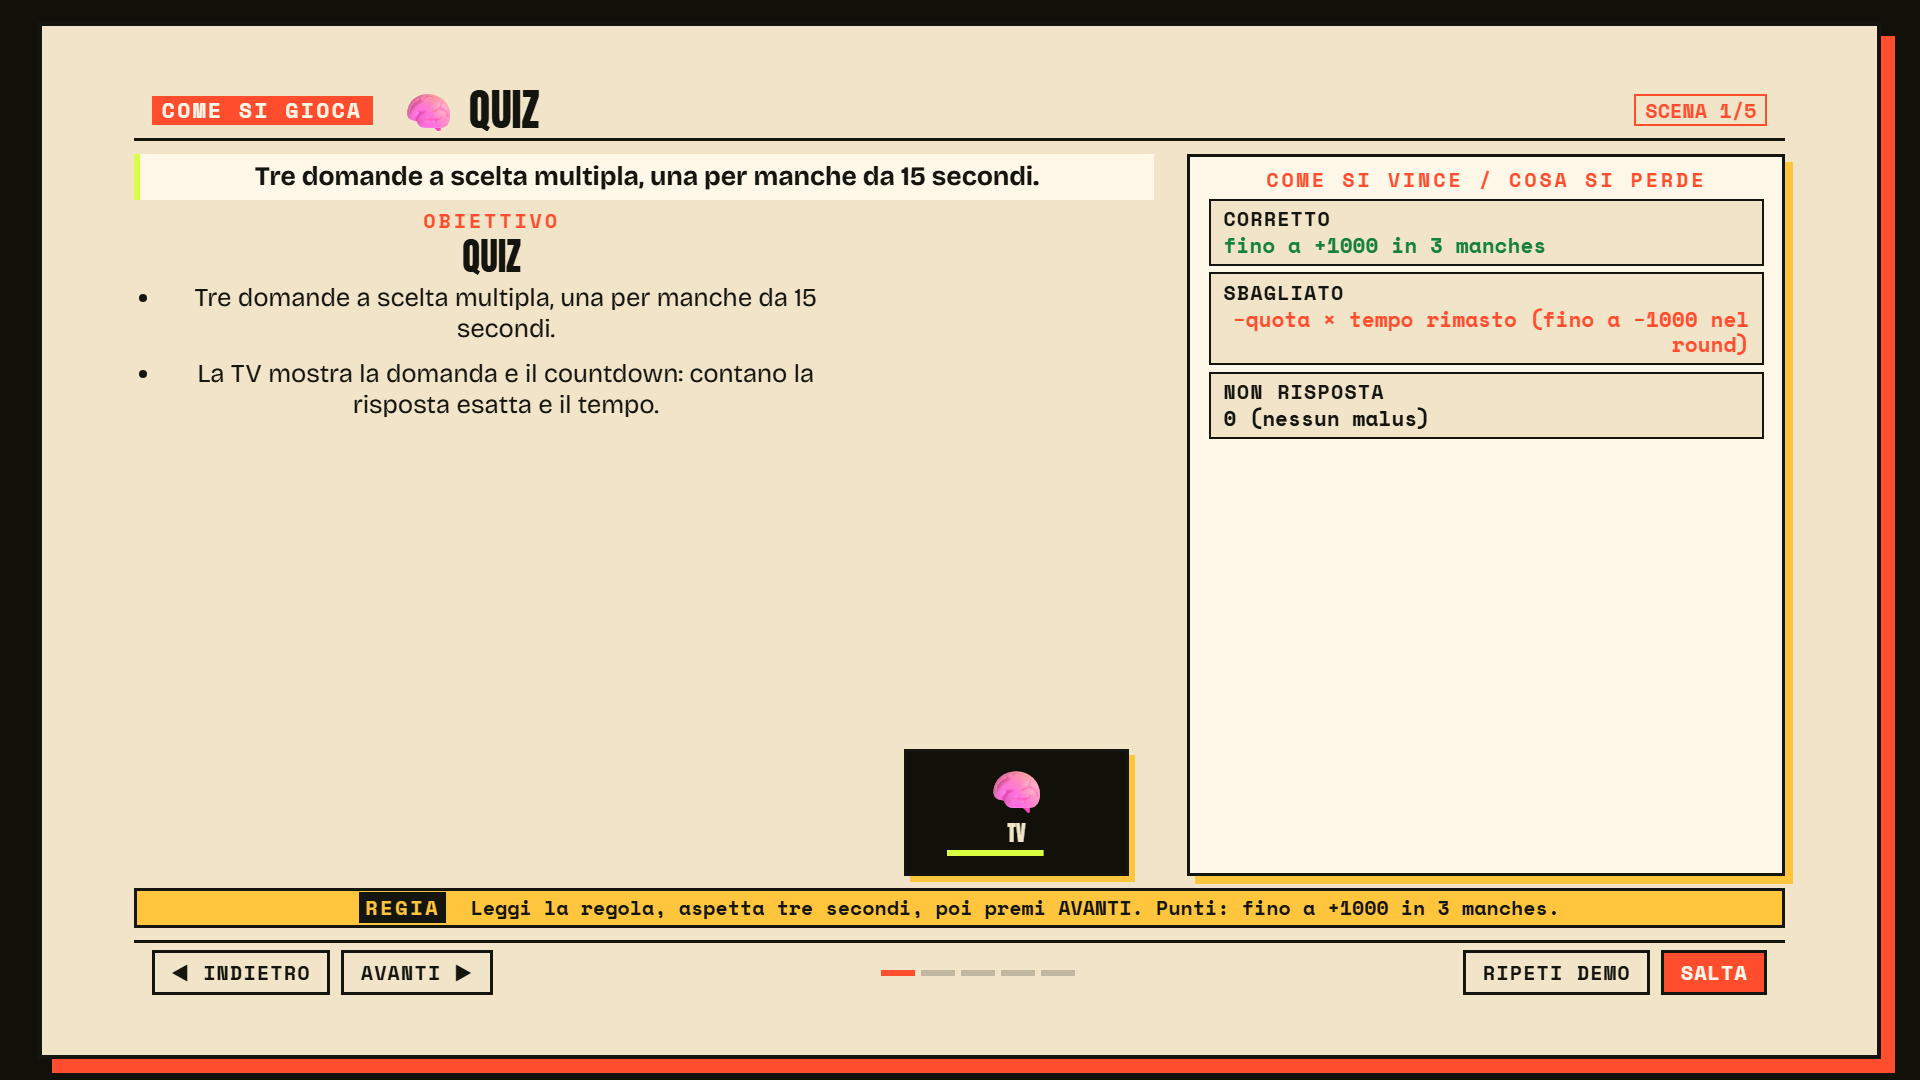 COME SI GIOCA
QUIZ
SCENA 1/5
Tre domande a scelta multipla, una per manche da 15 secondi.
OBIETTIVO
QUIZ
• Tre domande a scelta multipla, una per manche da 15
secondi.
• La TV mostra la domanda e il countdown: contano la
risposta esatta e il tempo.
TV
COME SI VINCE / COSA SI PERDE
CORRETTO
fino a +1000 in 3 manches
SBAGLIATO
−quota × tempo rimasto (fino a −1000 nel
round)
NON RISPOSTA
0 (nessun malus)
REGIA Leggi la regola, aspetta tre secondi, poi premi AVANTI. Punti: fino a +1000 in 3 manches.
◀ INDIETRO
AVANTI ▶
RIPETI DEMO
SALTA